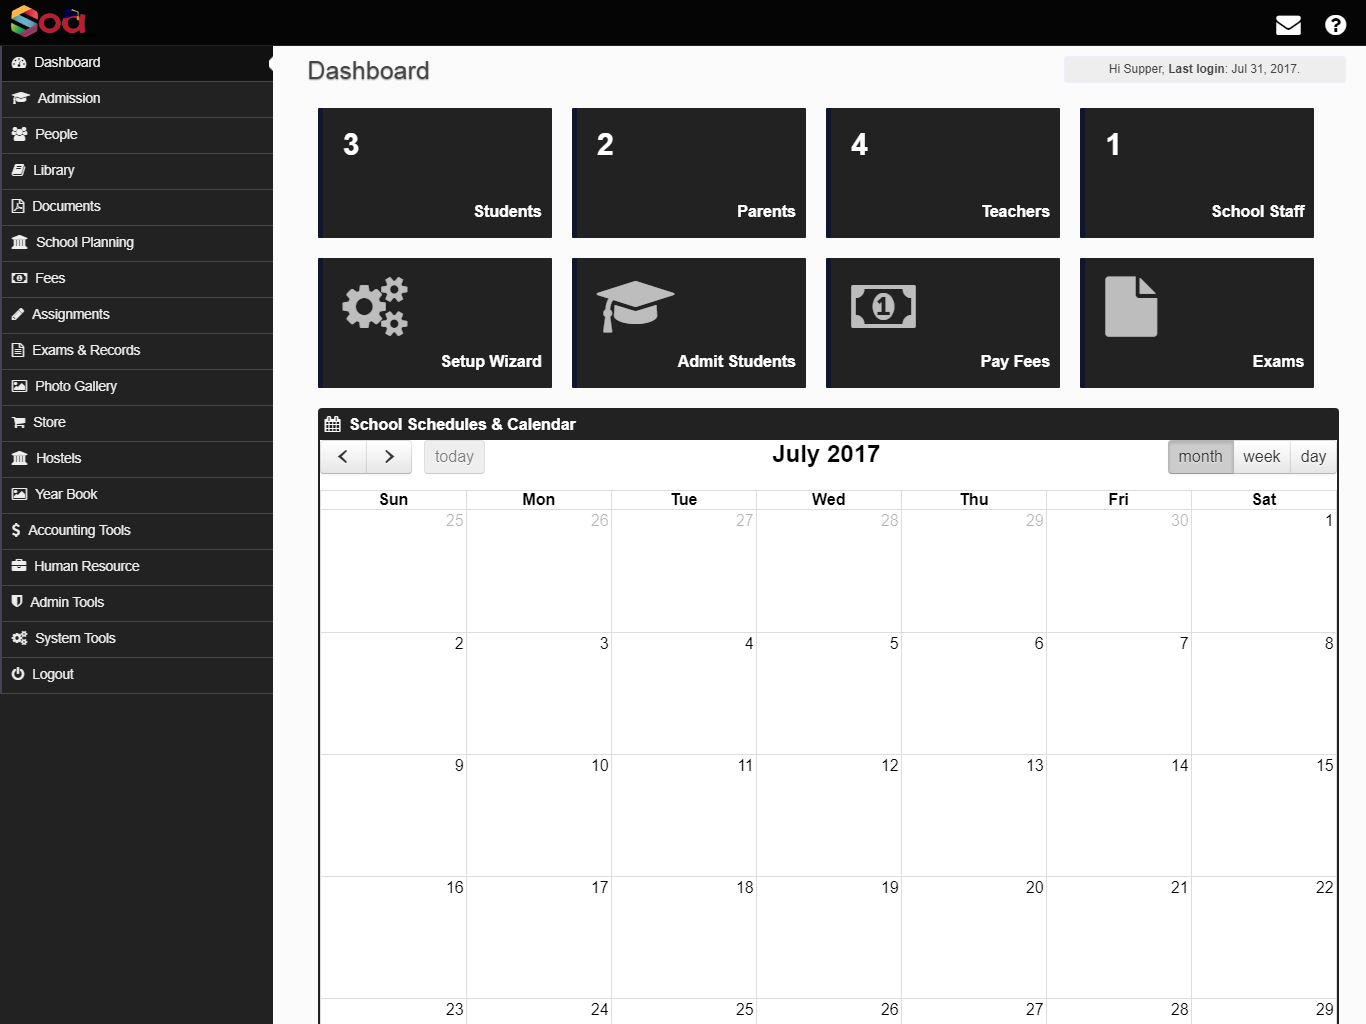 Soa
Dashboard
Admission
People
Library
Documents
School Planning
Fees
Assignments
Exams & Records
Photo Gallery
Store
Hostels
Year Book
Accounting Tools
Human Resource
Admin Tools
System Tools
Logout
Dashboard
Hi Supper, Last login: Jul 31, 2017.
3
Students
2
Parents
4
Teachers
1
School Staff
Setup Wizard
Admit Students
1
Pay Fees
Exams
School Schedules & Calendar
today
July 2017
month week day
Sun Mon Tue Wed Thu Fri Sat
25 26 27 28 29 30 1
2 3 4 5 6 7 8
9 10 11 12 13 14 15
16 17 18 19 20 21 22
23 24 25 26 27 28 29